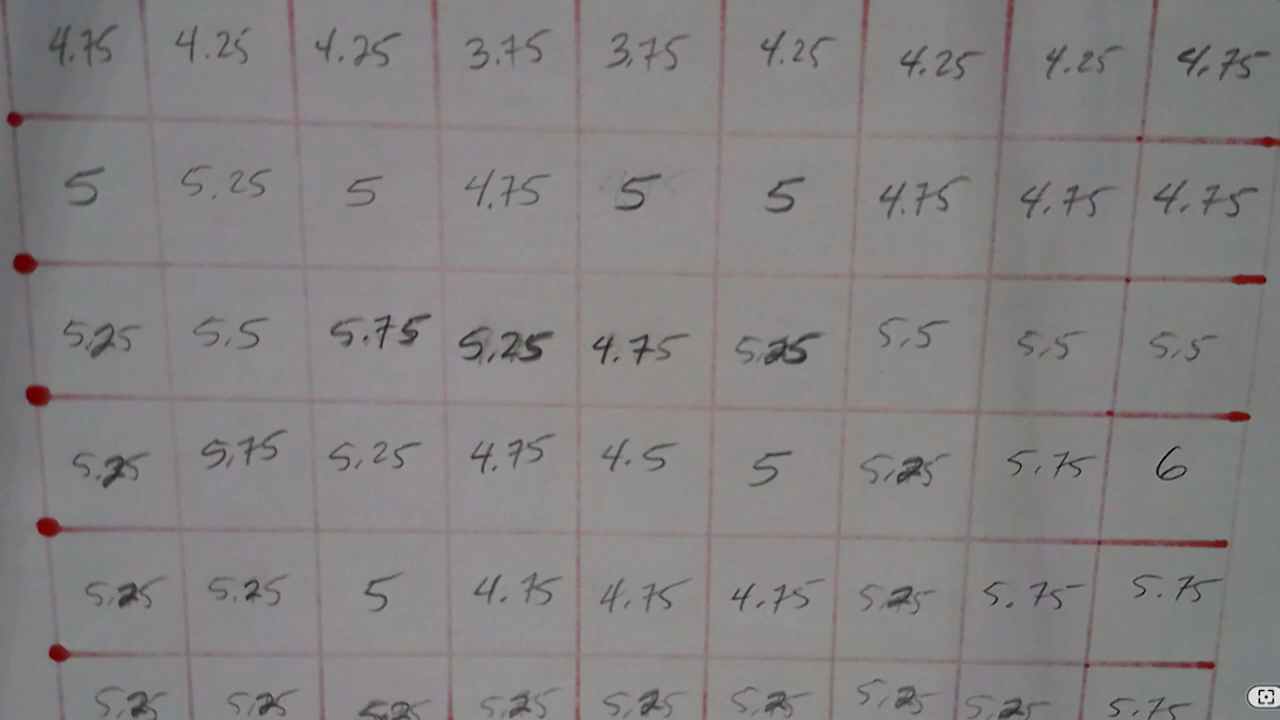 4.75 4.25 4.25 3.75 3.75 4.25 4.25 4.25 4.75
5 5.25 5 4.75 5 5 4.75 4.75 4.75
5.25 5.5 5.75 5.25 4.75 5.25 5.5 5.5 5.5
5.25 5.75 5.25 4.75 4.5 5 5.25 5.75 6
5.25 5.25 5 4.75 4.75 4.75 5.25 5.75 5.75
5.25 5.25 5.25 5.25 5.25 5.25 5.25 5.25 5.75